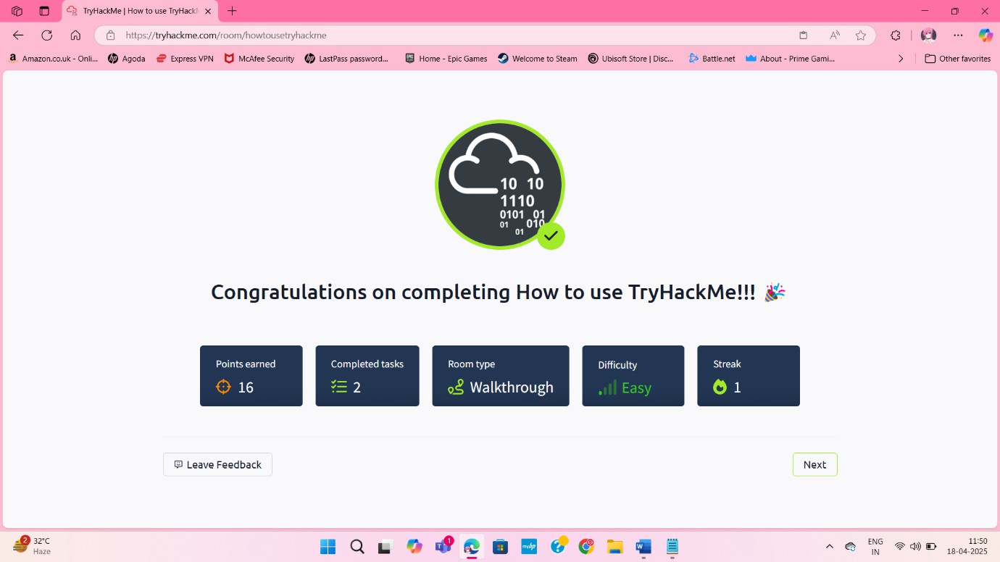 TryHackMe | How to use TryHackM
https://tryhackme.com/room/howtousetryhackme
Amazon.co.uk - Onli...
Agoda
Express VPN
McAfee Security
LastPass password...
Home - Epic Games
Welcome to Steam
Ubisoft Store | Disc...
Battle.net
About - Prime Gami...
Other favorites
10 10
1110
0101 01
01 010
01
Congratulations on completing How to use TryHackMe!!! 🎉
Points earned
16
Completed tasks
2
Room type
Walkthrough
Difficulty
Easy
Streak
1
Leave Feedback
Next
2
32°C
Haze
1
ENG
IN
11:50
18-04-2025